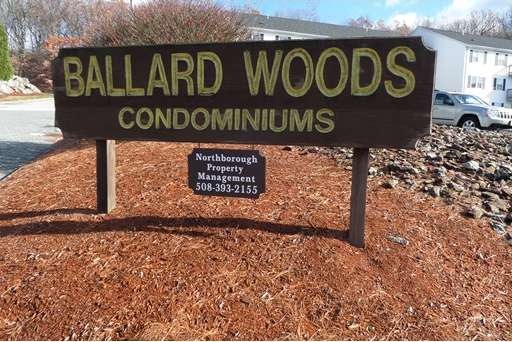 BALLARD WOODS
CONDOMINIUMS
Northborough
Property
Management
508-393-2155